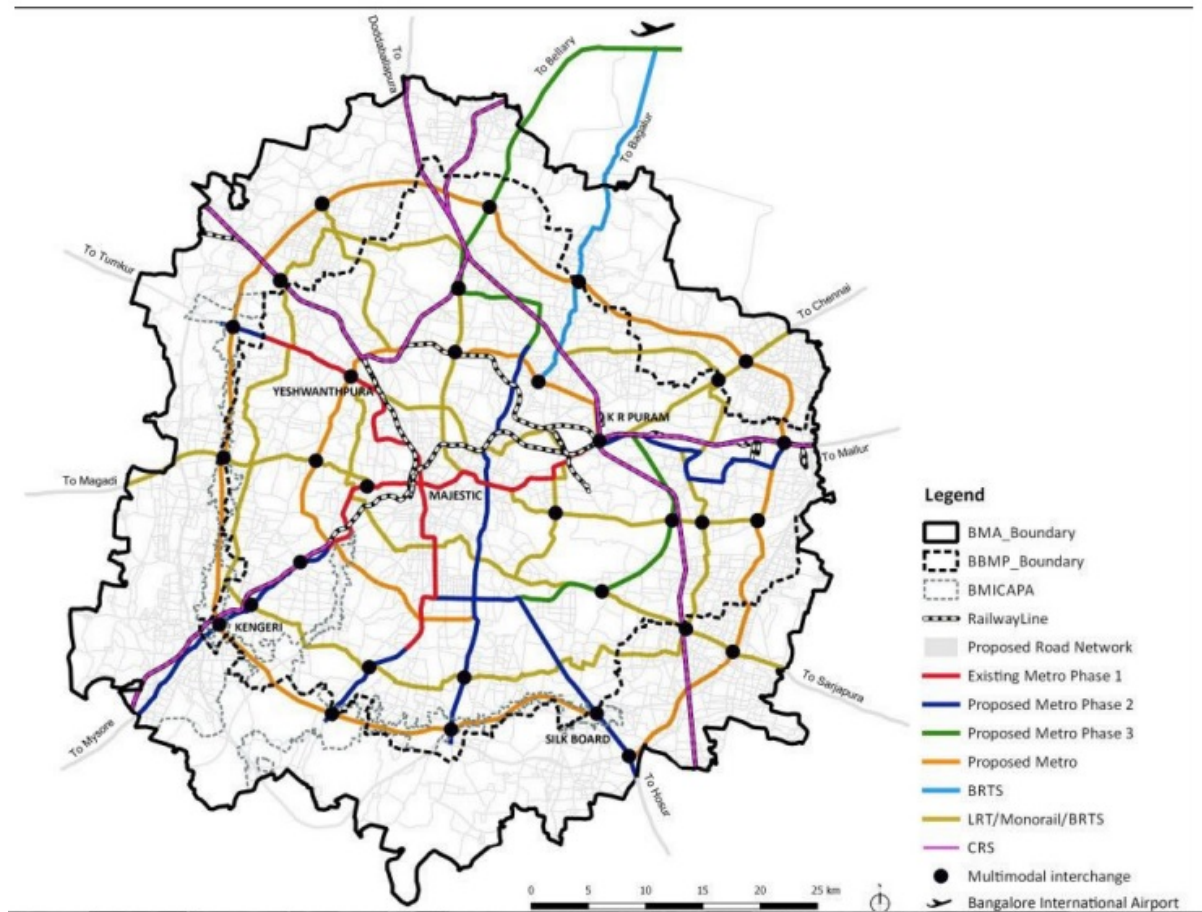 To
Doddaballapura
To Bellary
To Bagalur
To Tumkur
To Chennai
YESHWANTHPURA
K R PURAM
To Mallur
To Magadi
MAJESTIC
KENGERI
To Sarjapura
To Mysore
SILK BOARD
To Hosur
Legend
BMA_Boundary
BBMP_Boundary
BMICAPA
RailwayLine
Proposed Road Network
Existing Metro Phase 1
Proposed Metro Phase 2
Proposed Metro Phase 3
Proposed Metro
BRTS
LRT/Monorail/BRTS
CRS
Multimodal interchange
Bangalore International Airport
0 5 10 15 20 25 km